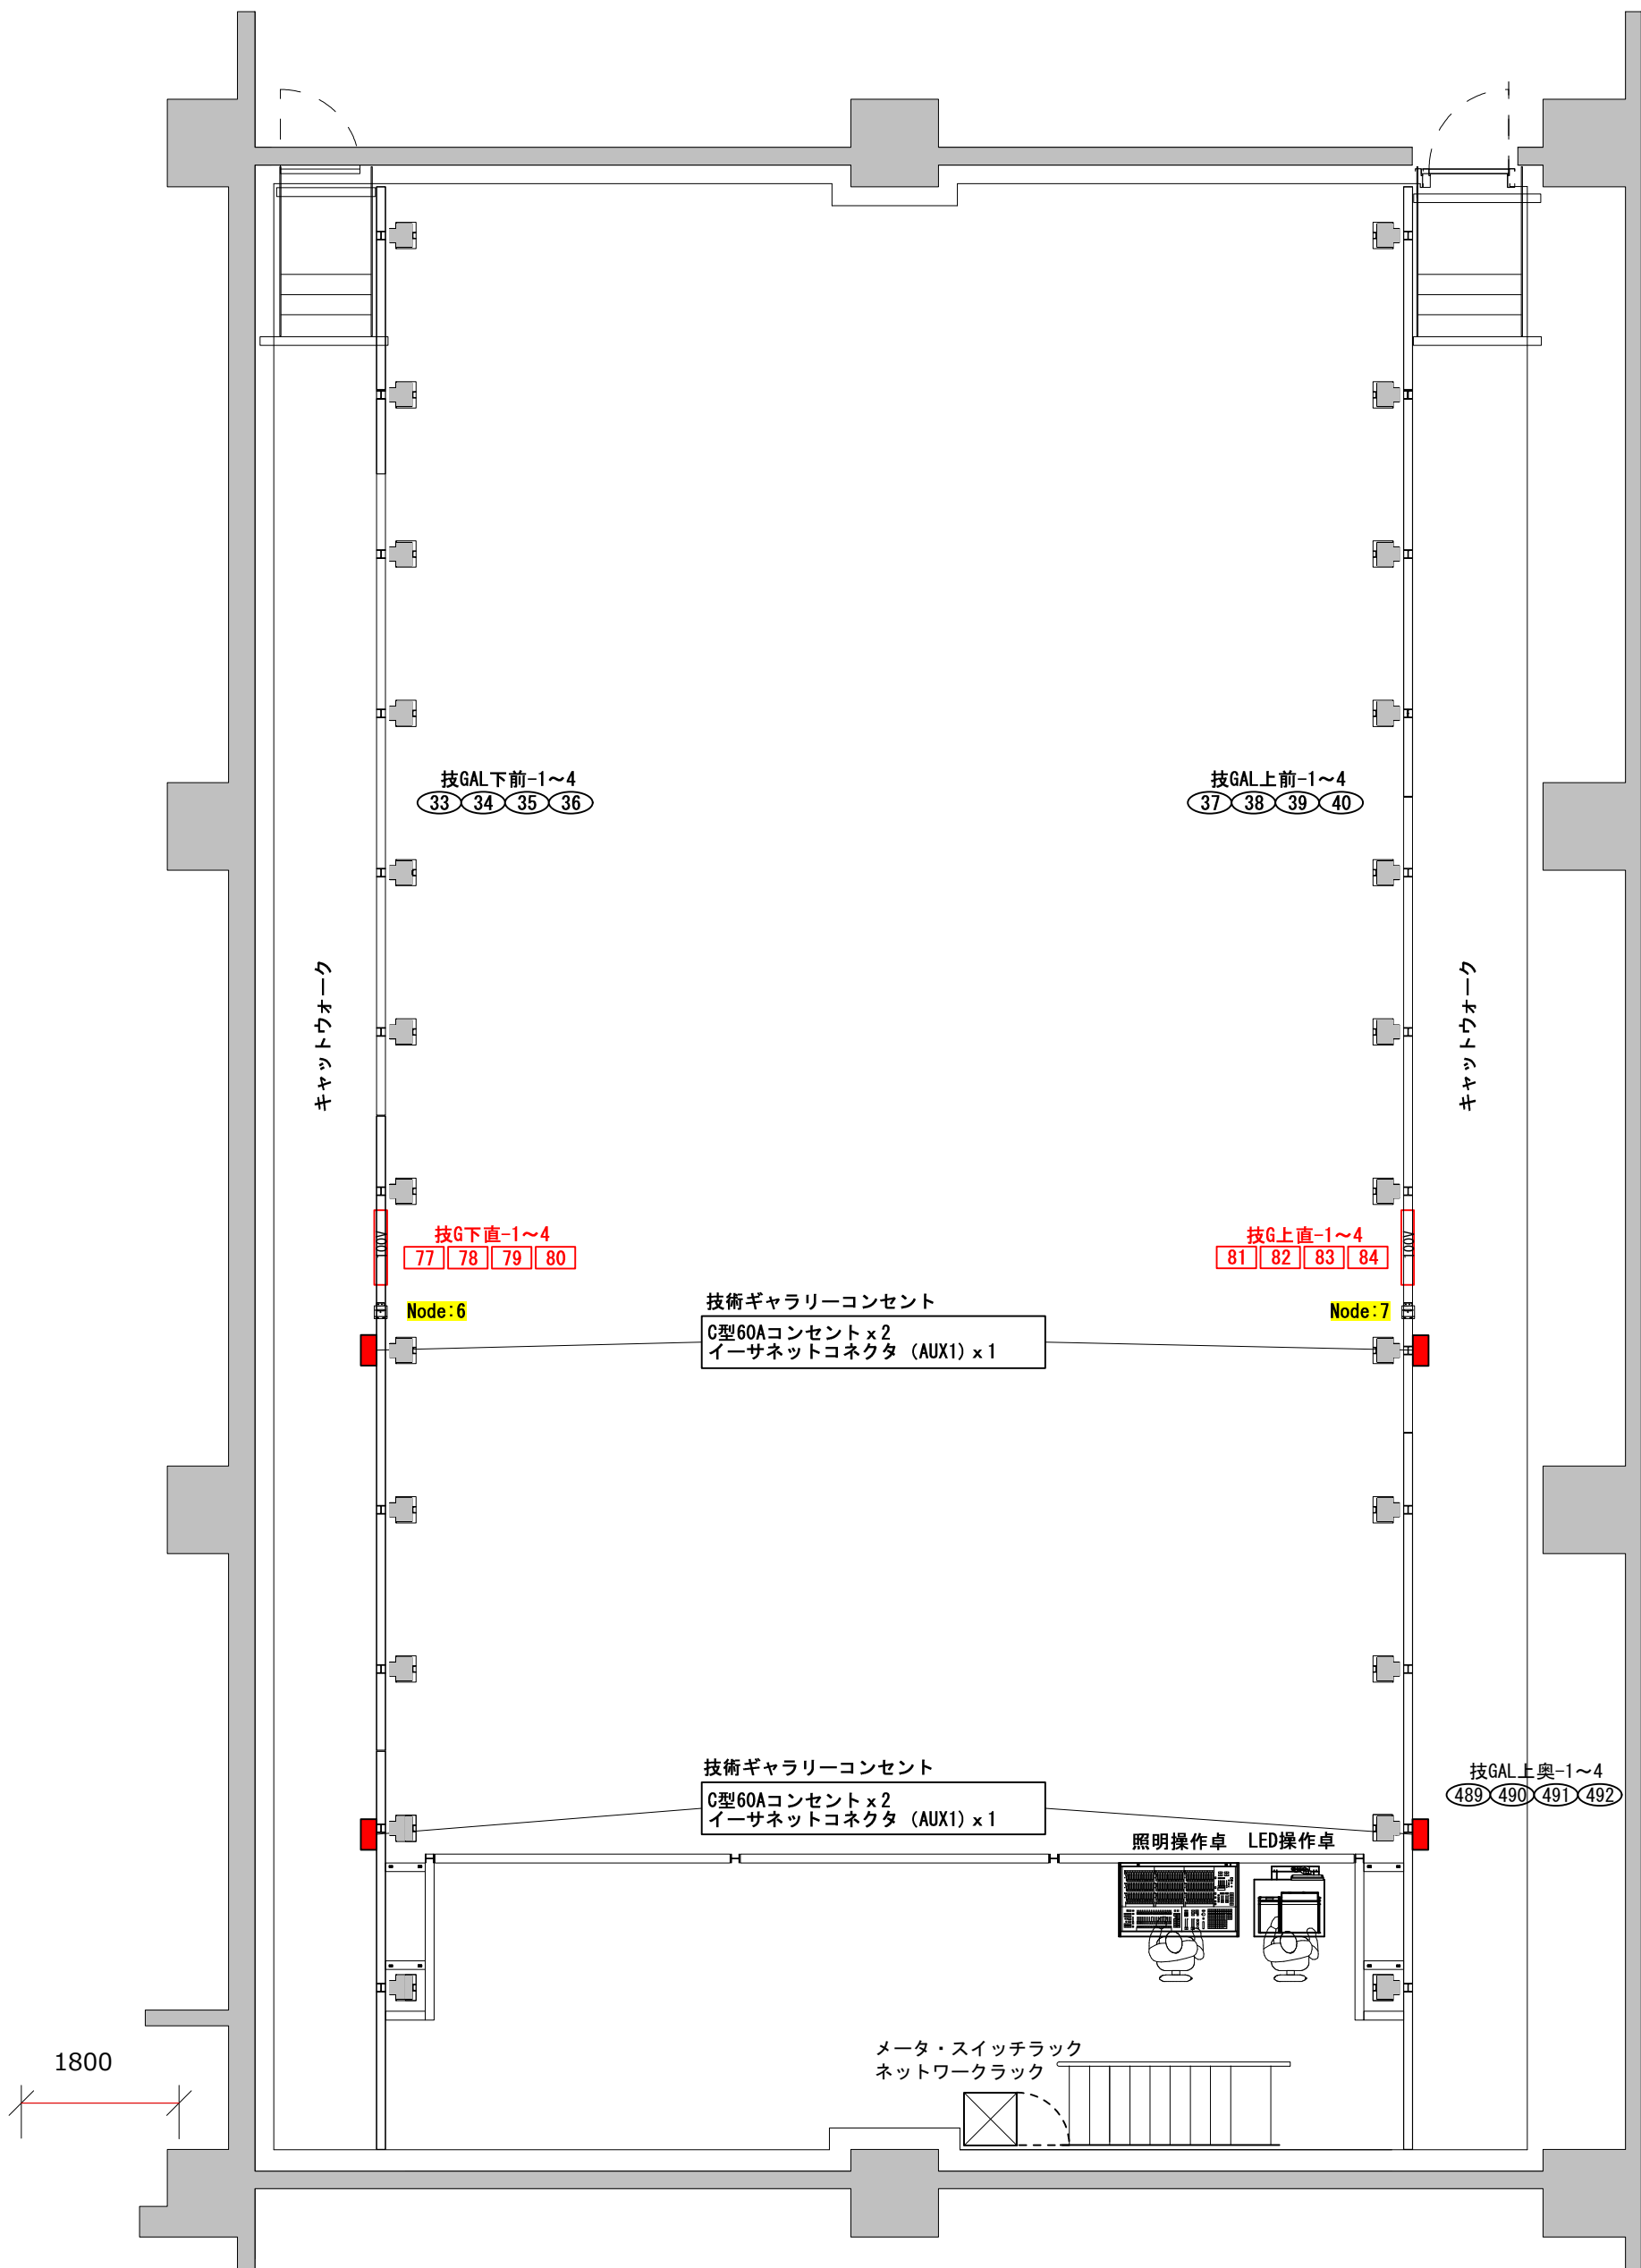 技GAL下前-1～4
33 34 35 36
技GAL上前-1～4
37 38 39 40
キャットウォーク
キャットウォーク
100V
技G下直-1～4
77 78 79 80
技G上直-1～4
81 82 83 84
100V
Node:6
Node:7
技術ギャラリーコンセント
C型60Aコンセントx2
イーサネットコネクタ（AUX1）x1
技術ギャラリーコンセント
C型60Aコンセントx2
イーサネットコネクタ（AUX1）x1
技GAL上奥-1～4
489 490 491 492
照明操作卓 LED操作卓
メータ・スイッチラック
ネットワークラック
1800